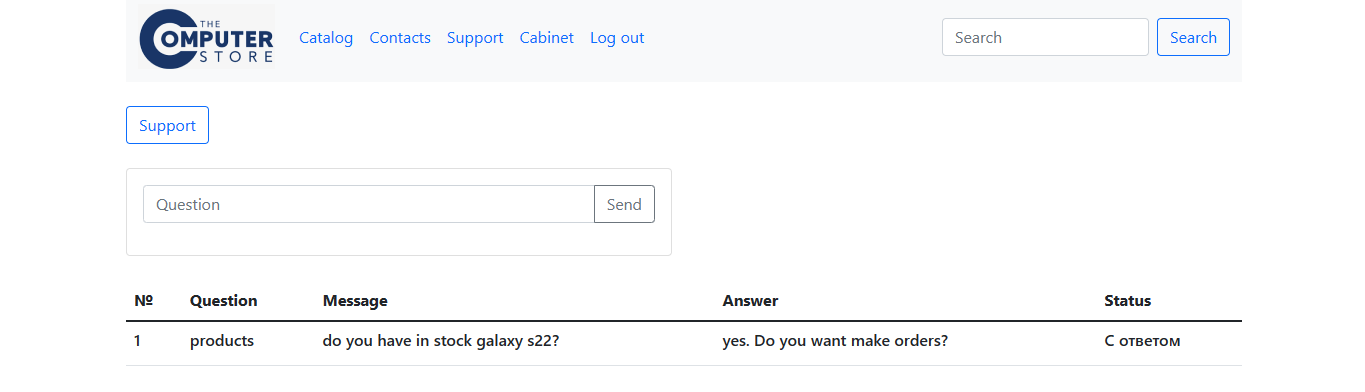 THE
COMPUTER
STORE
Catalog Contacts Support Cabinet Log out
Search Search
Support
Question Send
№ Question Message Answer Status
1 products do you have in stock galaxy s22? yes. Do you want make orders? С ответом